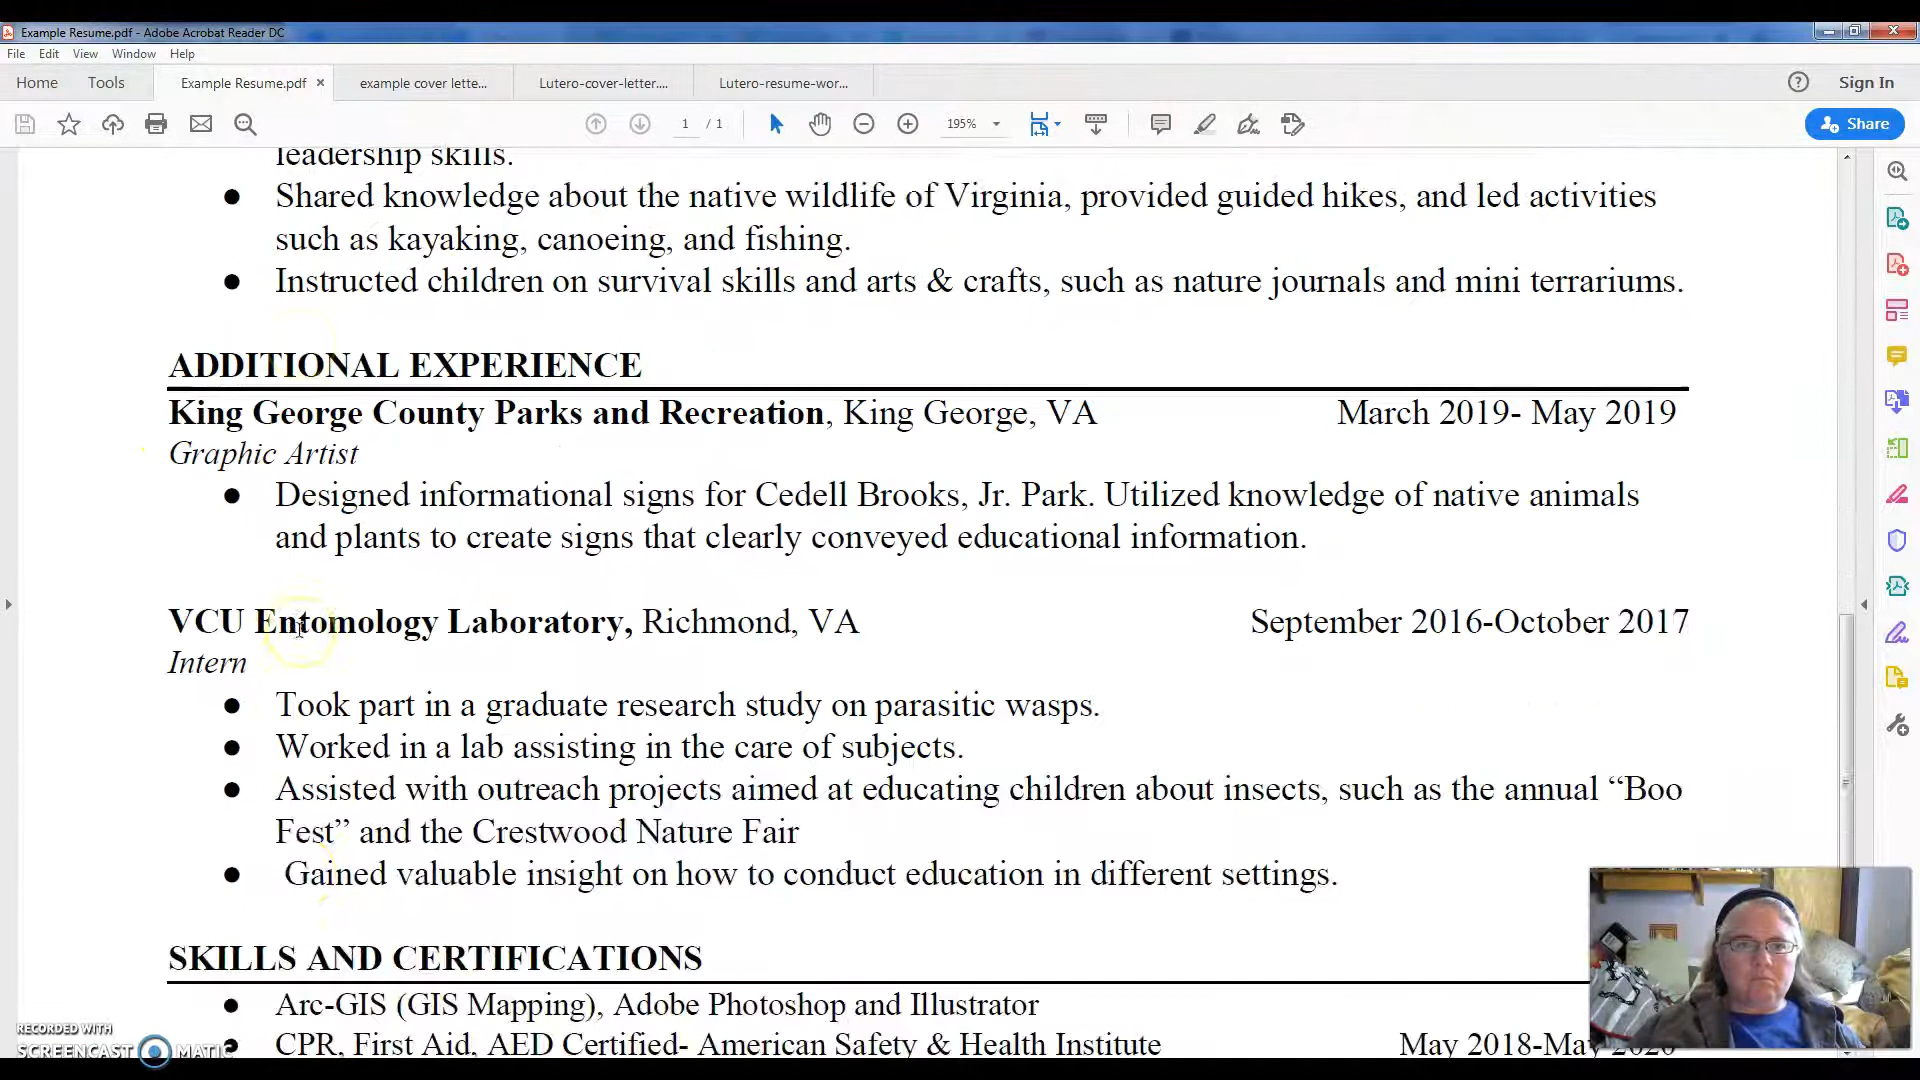 Example Resume.pdf - Adobe Acrobat Reader DC
File Edit View Window Help
Home Tools Example Resume.pdf × example cover lette... Lutero-cover-letter.... Lutero-resume-wor... Sign In
1 / 1 195% Share
leadership skills.
● Shared knowledge about the native wildlife of Virginia, provided guided hikes, and led activities
such as kayaking, canoeing, and fishing.
● Instructed children on survival skills and arts & crafts, such as nature journals and mini terrariums.
ADDITIONAL EXPERIENCE
King George County Parks and Recreation, King George, VA March 2019- May 2019
Graphic Artist
● Designed informational signs for Cedell Brooks, Jr. Park. Utilized knowledge of native animals
and plants to create signs that clearly conveyed educational information.
VCU Entomology Laboratory, Richmond, VA September 2016-October 2017
Intern
● Took part in a graduate research study on parasitic wasps.
● Worked in a lab assisting in the care of subjects.
● Assisted with outreach projects aimed at educating children about insects, such as the annual “Boo
Fest” and the Crestwood Nature Fair
● Gained valuable insight on how to conduct education in different settings.
SKILLS AND CERTIFICATIONS
● Arc-GIS (GIS Mapping), Adobe Photoshop and Illustrator
● CPR, First Aid, AED Certified- American Safety & Health Institute May 2018-May 2020
RECORDED WITH
SCREENCAST MATIC